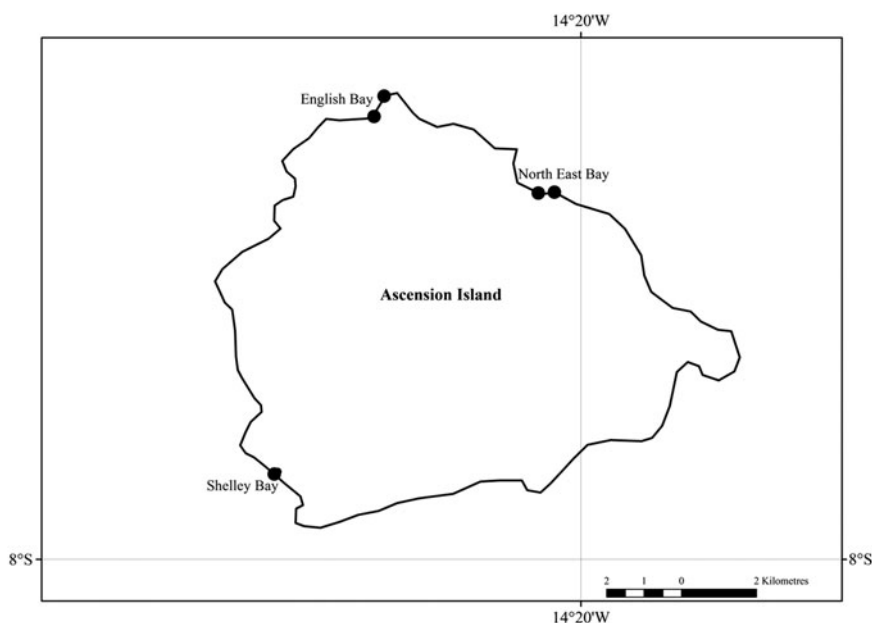 14°20'W
English Bay
North East Bay
Ascension Island
Shelley Bay
8°S 8°S
2 1 0 2 Kilometres
14°20'W